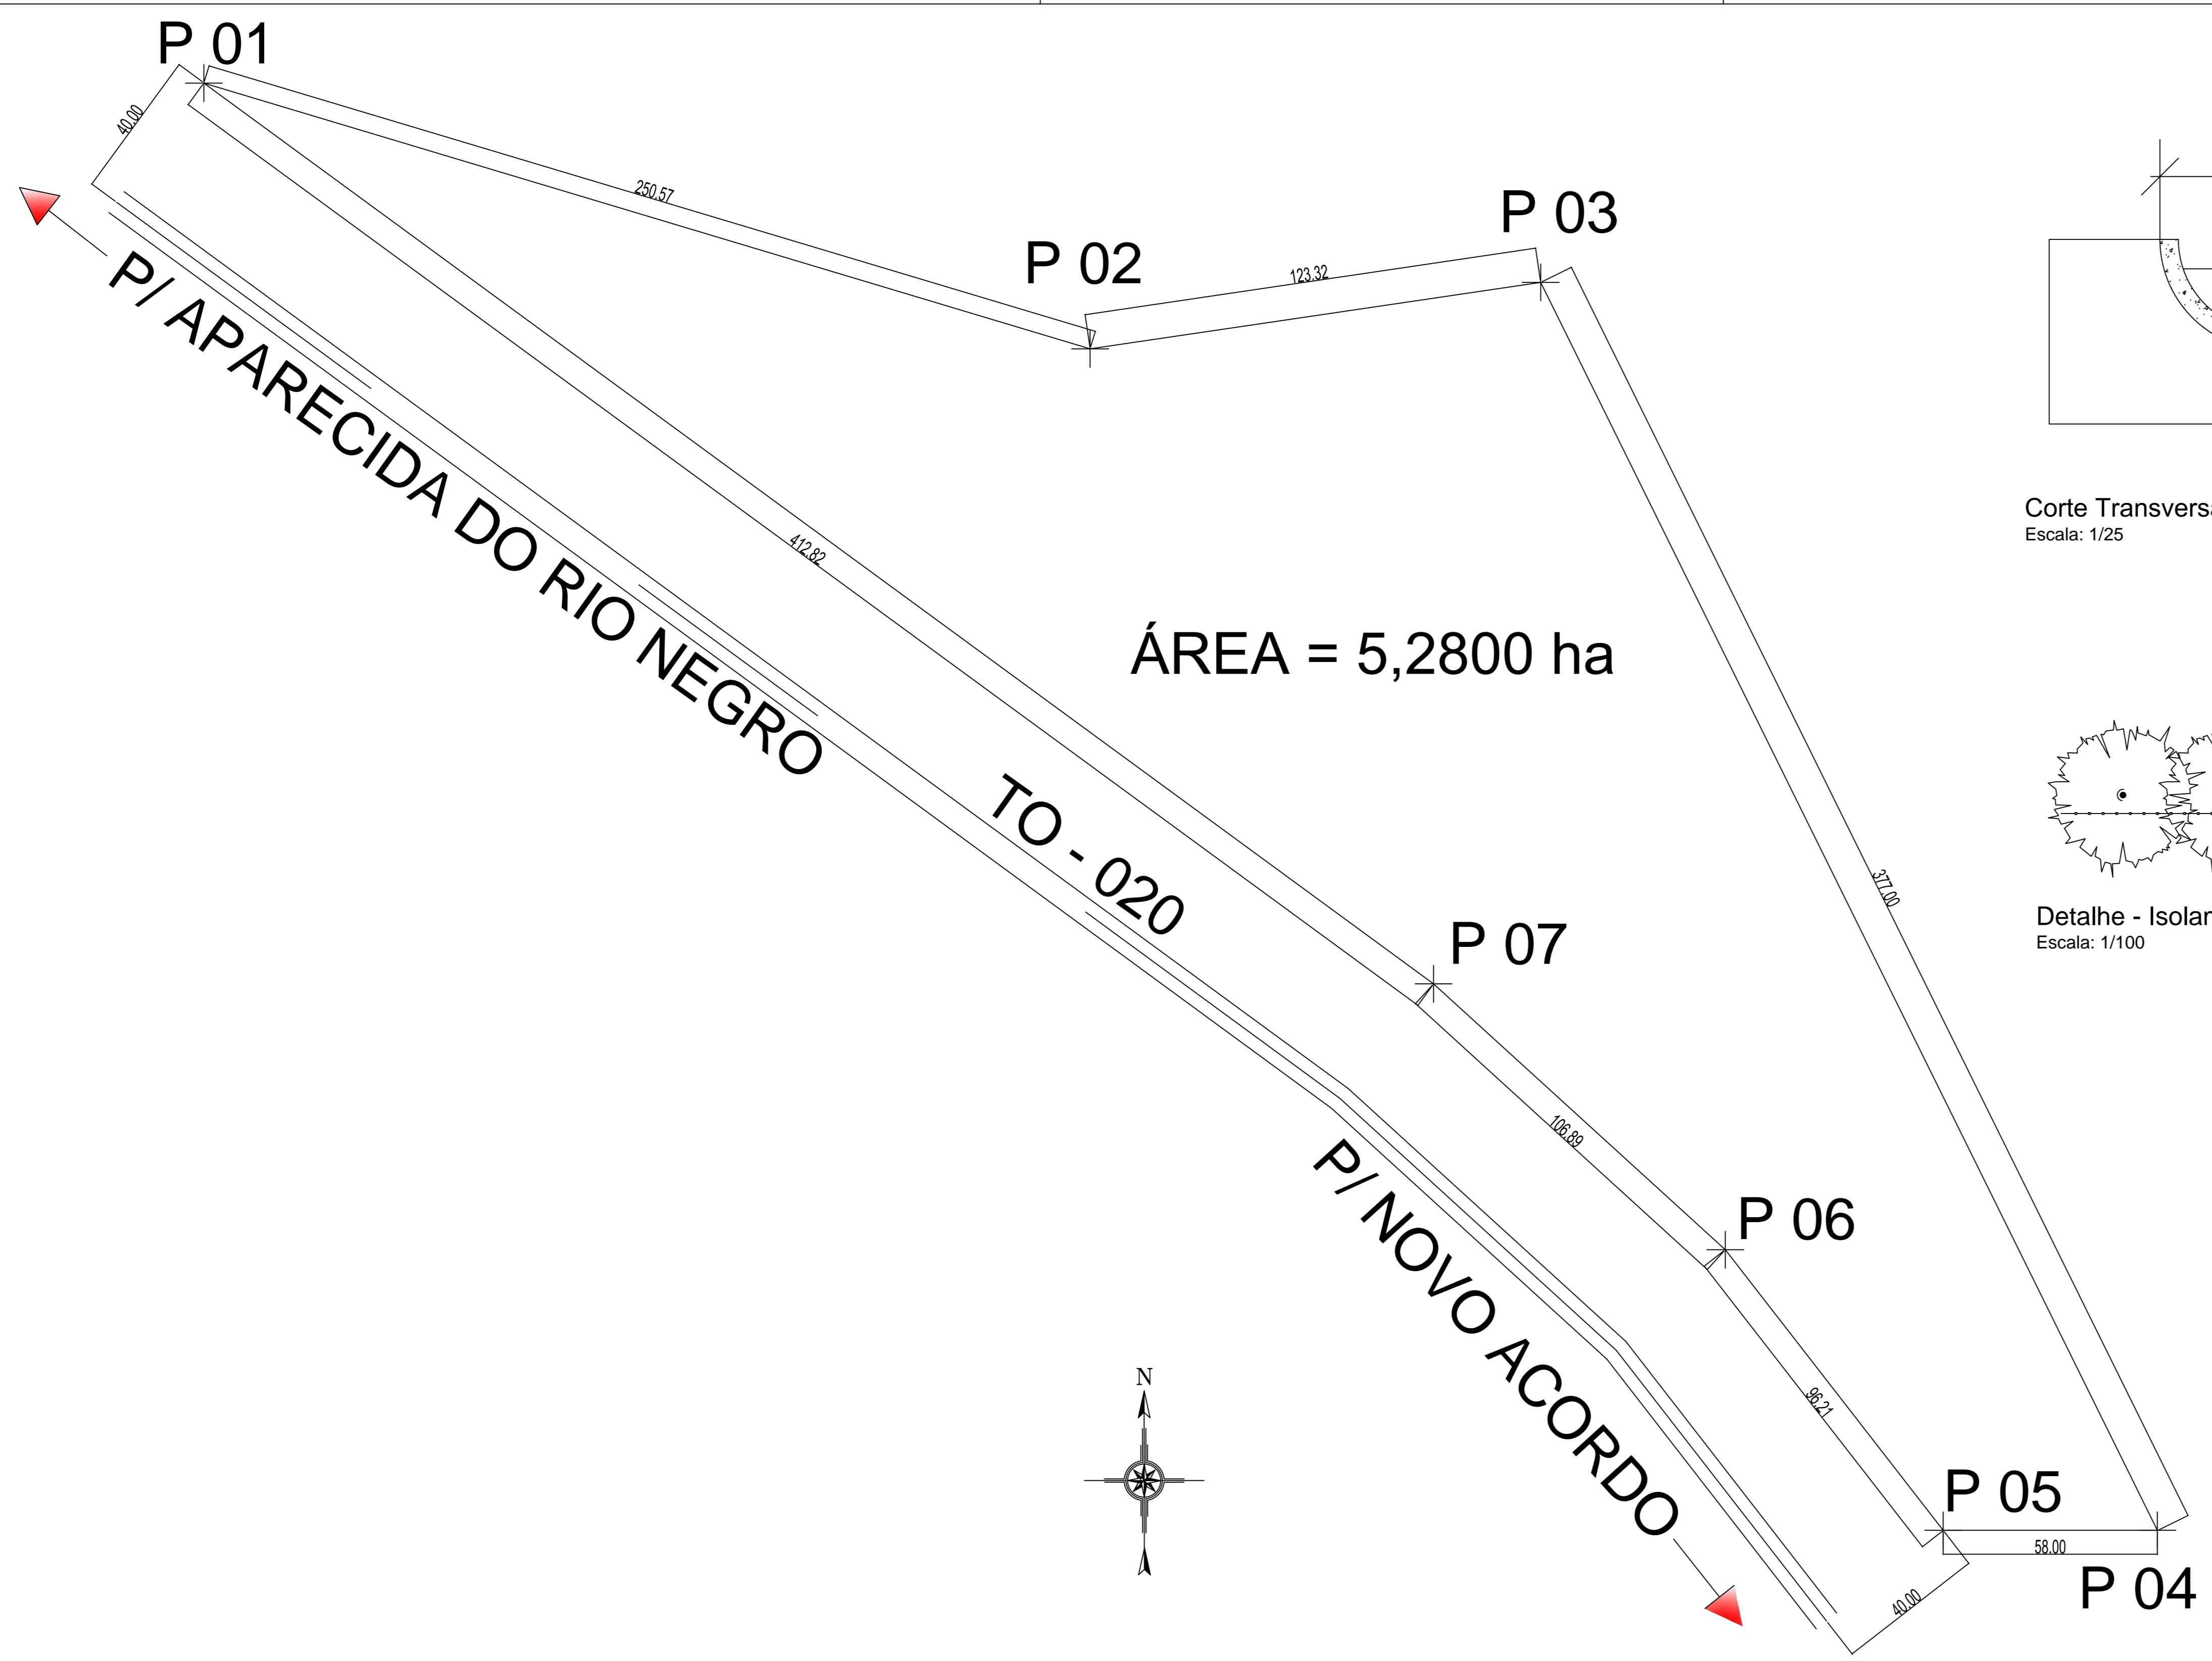 P 01
40.00
250.57
P 02
123.32
P 03
P/ APARECIDA DO RIO NEGRO
412.82
ÁREA = 5,2800 ha
TO - 020
377.00
P 07
106.89
P 06
P/ NOVO ACORDO
96.21
N
P 05
58.00
P 04
40.00
Corte Transversa
Escala: 1/25
Detalhe - Isolar
Escala: 1/100